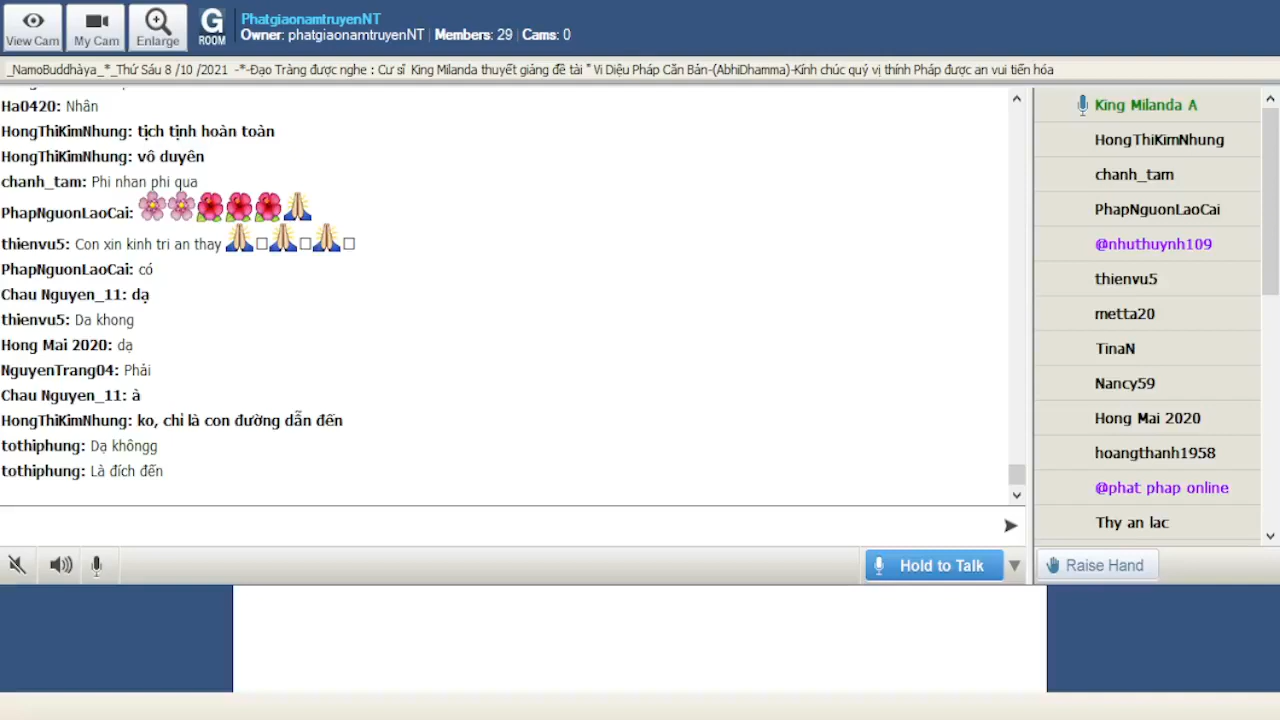 View Cam
My Cam
Enlarge
G
ROOM
PhatgiaonamtruyenNT
Owner: phatgiaonamtruyenNT | Members: 29 | Cams: 0
_NamoBuddhàya_*_Thứ Sáu 8 /10 /2021 -*-Đạo Tràng được nghe : Cư sĩ King Milanda thuyết giảng đề tài " Vi Diệu Pháp Căn Bản-(AbhiDhamma)-Kính chúc quý vị thính Pháp được an vui tiến hóa
Ha0420: Nhân
HongThiKimNhung: tịch tịnh hoàn toàn
HongThiKimNhung: vô duyên
chanh_tam: Phi nhan phi qua
PhapNguonLaoCai: 🌸🌸🌺🌺🌺🙏
thienvu5: Con xin kinh tri an thay 🙏□🙏□🙏□
PhapNguonLaoCai: có
Chau Nguyen_11: dạ
thienvu5: Da khong
Hong Mai 2020: dạ
NguyenTrang04: Phải
Chau Nguyen_11: à
HongThiKimNhung: ko, chỉ là con đường dẫn đến
tothiphung: Dạ khôngg
tothiphung: Là đích đến
King Milanda A
HongThiKimNhung
chanh_tam
PhapNguonLaoCai
@nhuthuynh109
thienvu5
metta20
TinaN
Nancy59
Hong Mai 2020
hoangthanh1958
@phat phap online
Thy an lac
Hold to Talk
Raise Hand